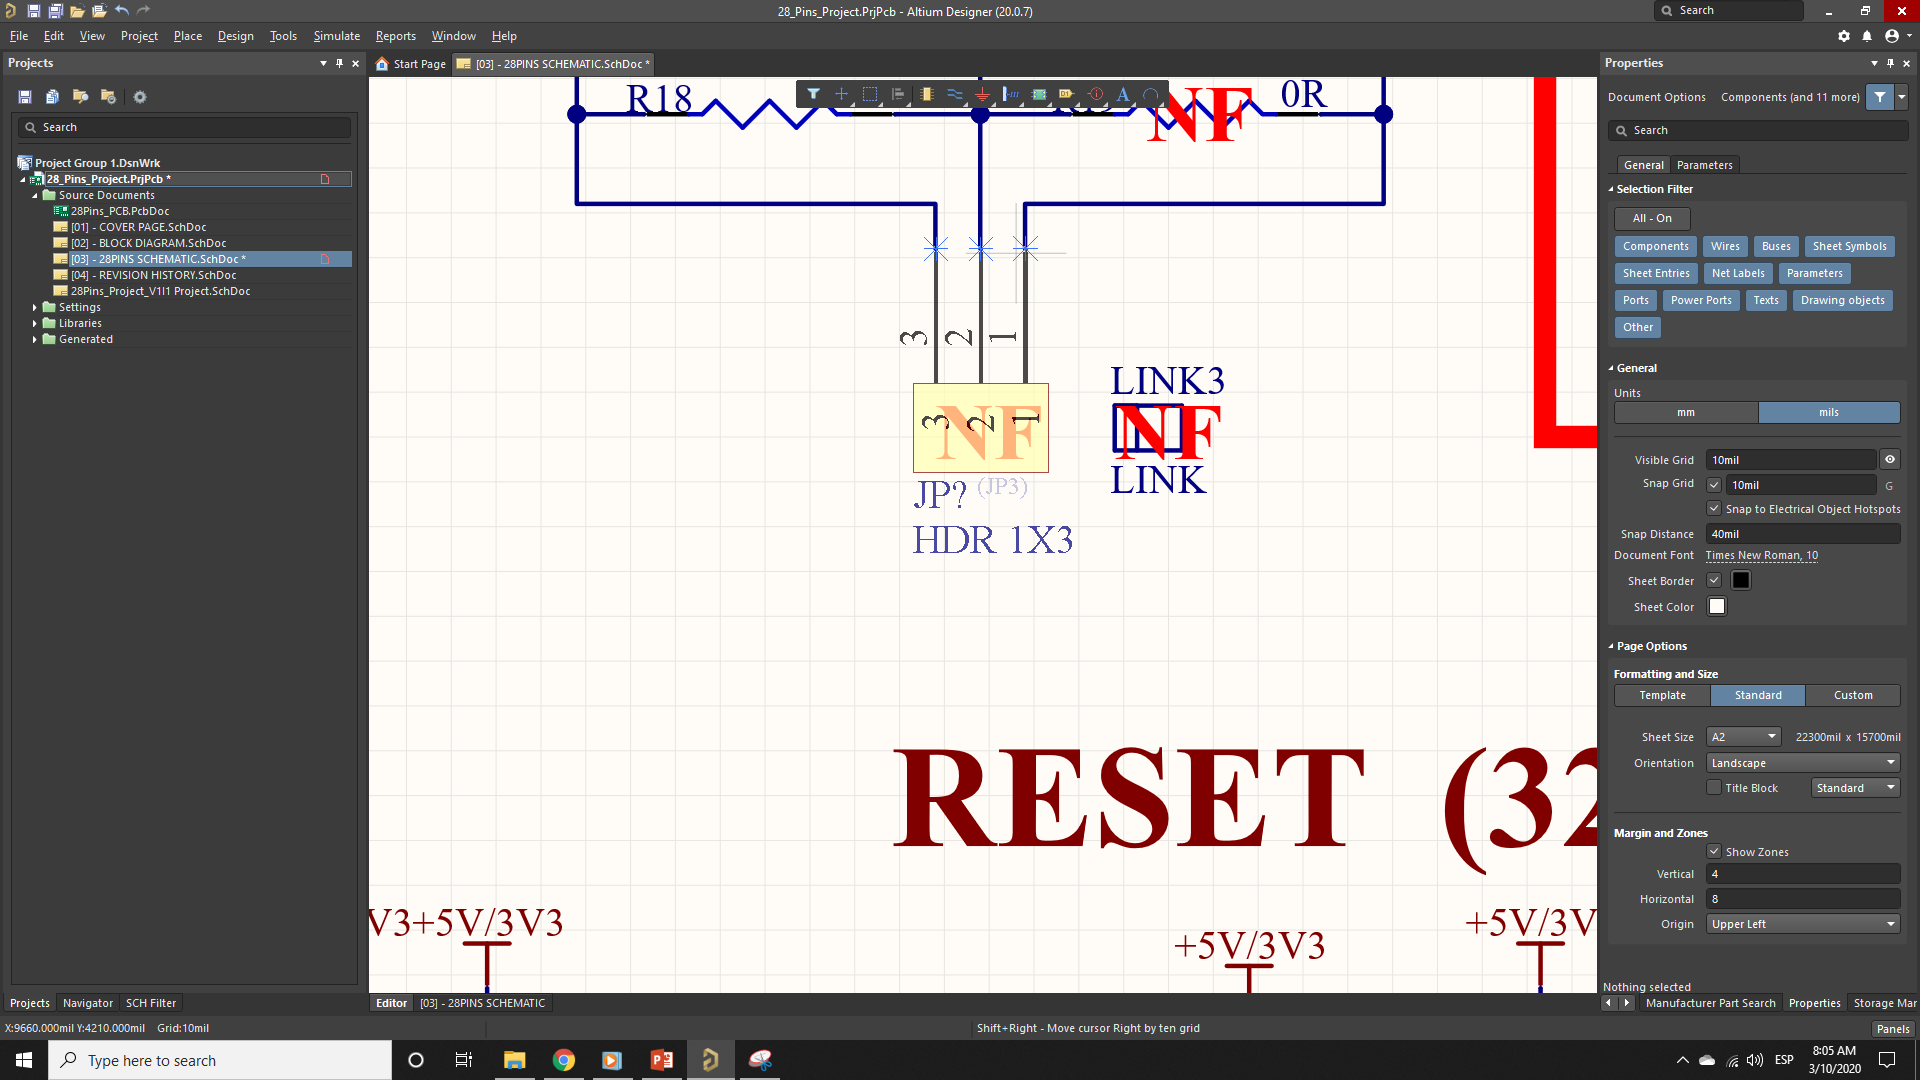 28_Pins_Project.PrjPcb - Altium Designer (20.0.7)
Search
File Edit View Project Place Design Tools Simulate Reports Window Help
Projects
Start Page
[03] - 28PINS SCHEMATIC.SchDoc *
Properties
Search
Project Group 1.DsnWrk
28_Pins_Project.PrjPcb *
Source Documents
28Pins_PCB.PcbDoc
[01] - COVER PAGE.SchDoc
[02] - BLOCK DIAGRAM.SchDoc
[03] - 28PINS SCHEMATIC.SchDoc *
[04] - REVISION HISTORY.SchDoc
28Pins_Project_V1I1 Project.SchDoc
Settings
Libraries
Generated
R18
NF
0R
3 2 1
NF
3 2 1
JP? (JP3)
HDR 1X3
LINK3
NF
LINK
RESET (32
V3+5V/3V3
+5V/3V3
+5V/3V
Document Options Components (and 11 more)
Search
General Parameters
Selection Filter
All - On
Components Wires Buses Sheet Symbols
Sheet Entries Net Labels Parameters
Ports Power Ports Texts Drawing objects
Other
General
Units
mm mils
Visible Grid 10mil
Snap Grid 10mil G
Snap to Electrical Object Hotspots
Snap Distance 40mil
Document Font Times New Roman, 10
Sheet Border
Sheet Color
Page Options
Formatting and Size
Template Standard Custom
Sheet Size A2 22300mil x 15700mil
Orientation Landscape
Title Block Standard
Margin and Zones
Show Zones
Vertical 4
Horizontal 8
Origin Upper Left
Nothing selected
Projects Navigator SCH Filter
Editor [03] - 28PINS SCHEMATIC
Manufacturer Part Search Properties Storage Mar
X:9660.000mil Y:4210.000mil Grid:10mil
Shift+Right - Move cursor Right by ten grid
Panels
Type here to search
ESP
8:05 AM
3/10/2020